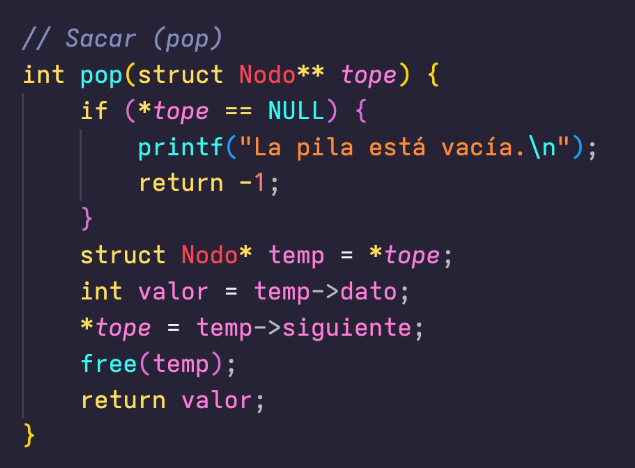 // Sacar (pop)
int pop(struct Nodo** tope) {
    if (*tope == NULL) {
        printf("La pila está vacía.\n");
        return -1;
    }
    struct Nodo* temp = *tope;
    int valor = temp->dato;
    *tope = temp->siguiente;
    free(temp);
    return valor;
}